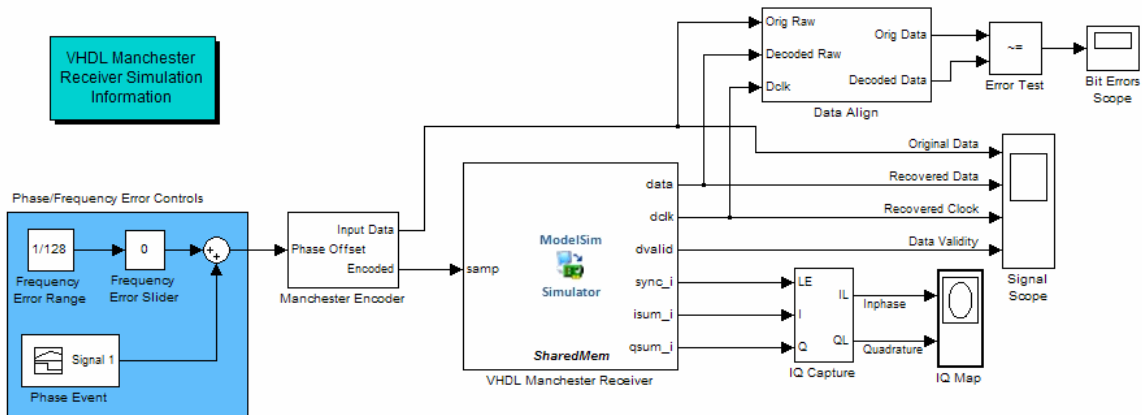 VHDL Manchester
Receiver Simulation
Information
Phase/Frequency Error Controls
1/128
Frequency
Error Range
0
Frequency
Error Slider
+
+
Signal 1
Phase Event
Input Data
Phase Offset
Encoded
Manchester Encoder
samp
ModelSim
Simulator
SharedMem
data
dclk
dvalid
sync_i
isum_i
qsum_i
VHDL Manchester Receiver
Orig Raw
Decoded Raw
Dclk
Orig Data
Decoded Data
Data Align
~=
Error Test
Bit Errors
Scope
Original Data
Recovered Data
Recovered Clock
Data Validity
Signal
Scope
LE
I
Q
IL
QL
IQ Capture
Inphase
Quadrature
IQ Map